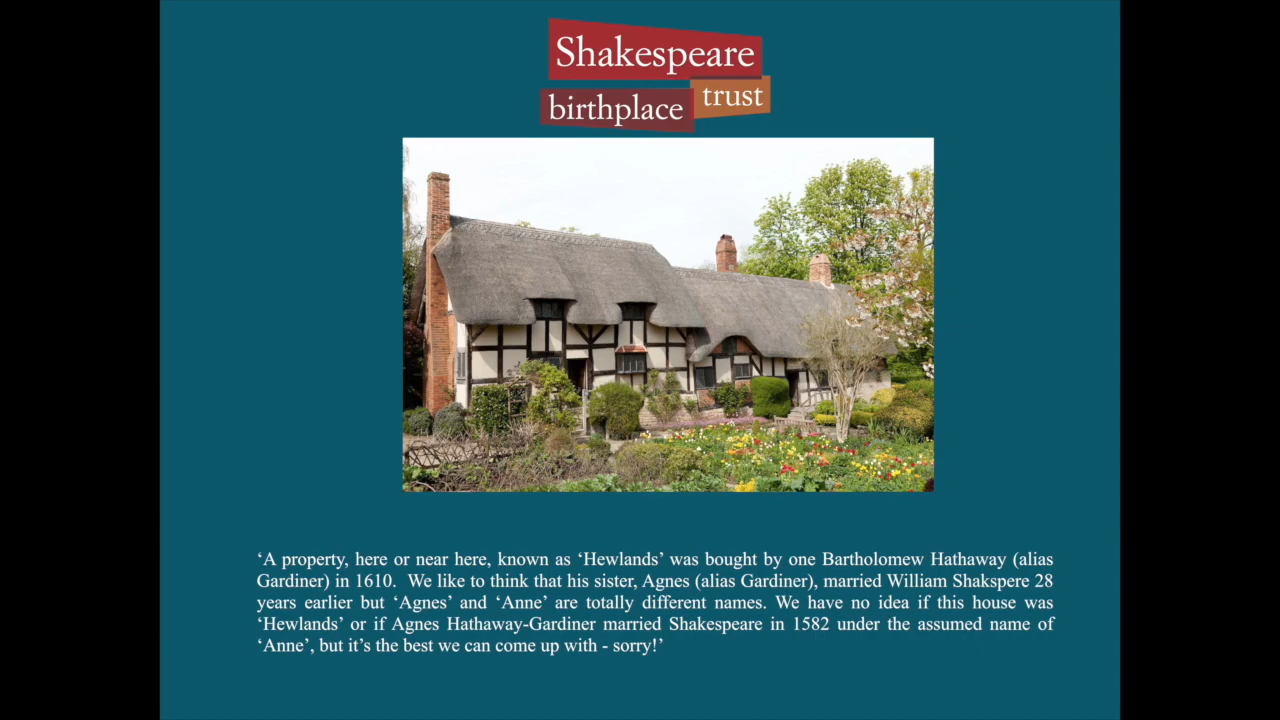 Shakespeare
birthplace trust
‘A property, here or near here, known as ‘Hewlands’ was bought by one Bartholomew Hathaway (alias
Gardiner) in 1610. We like to think that his sister, Agnes (alias Gardiner), married William Shakspere 28
years earlier but ‘Agnes’ and ‘Anne’ are totally different names. We have no idea if this house was
‘Hewlands’ or if Agnes Hathaway-Gardiner married Shakespeare in 1582 under the assumed name of
‘Anne’, but it’s the best we can come up with - sorry!’